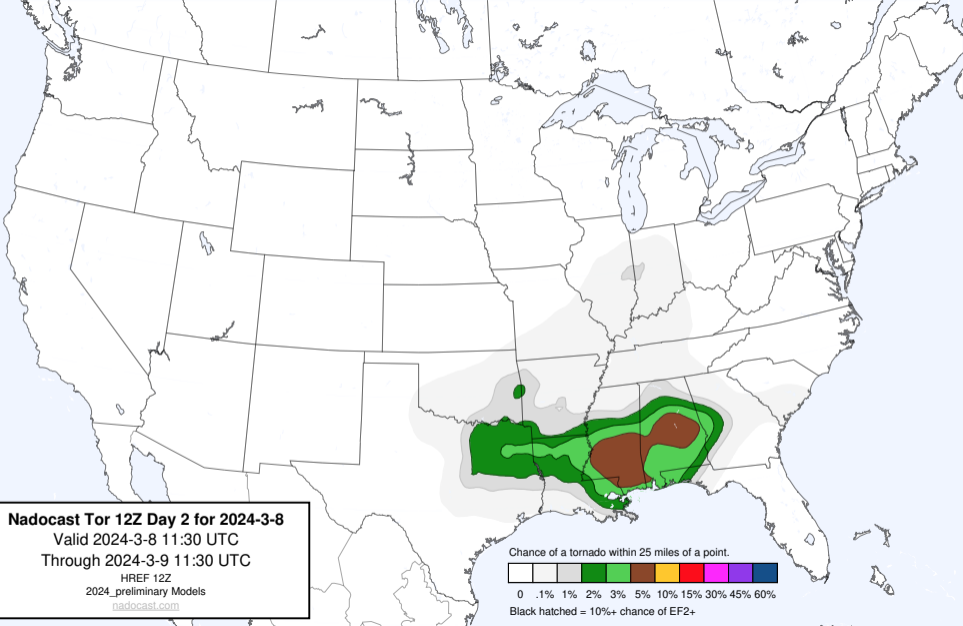 Nadocast Tor 12Z Day 2 for 2024-3-8
Valid 2024-3-8 11:30 UTC
Through 2024-3-9 11:30 UTC
HREF 12Z
2024_preliminary Models
nadocast.com
Chance of a tornado within 25 miles of a point.
0 .1% 1% 2% 3% 5% 10% 15% 30% 45% 60%
Black hatched = 10%+ chance of EF2+